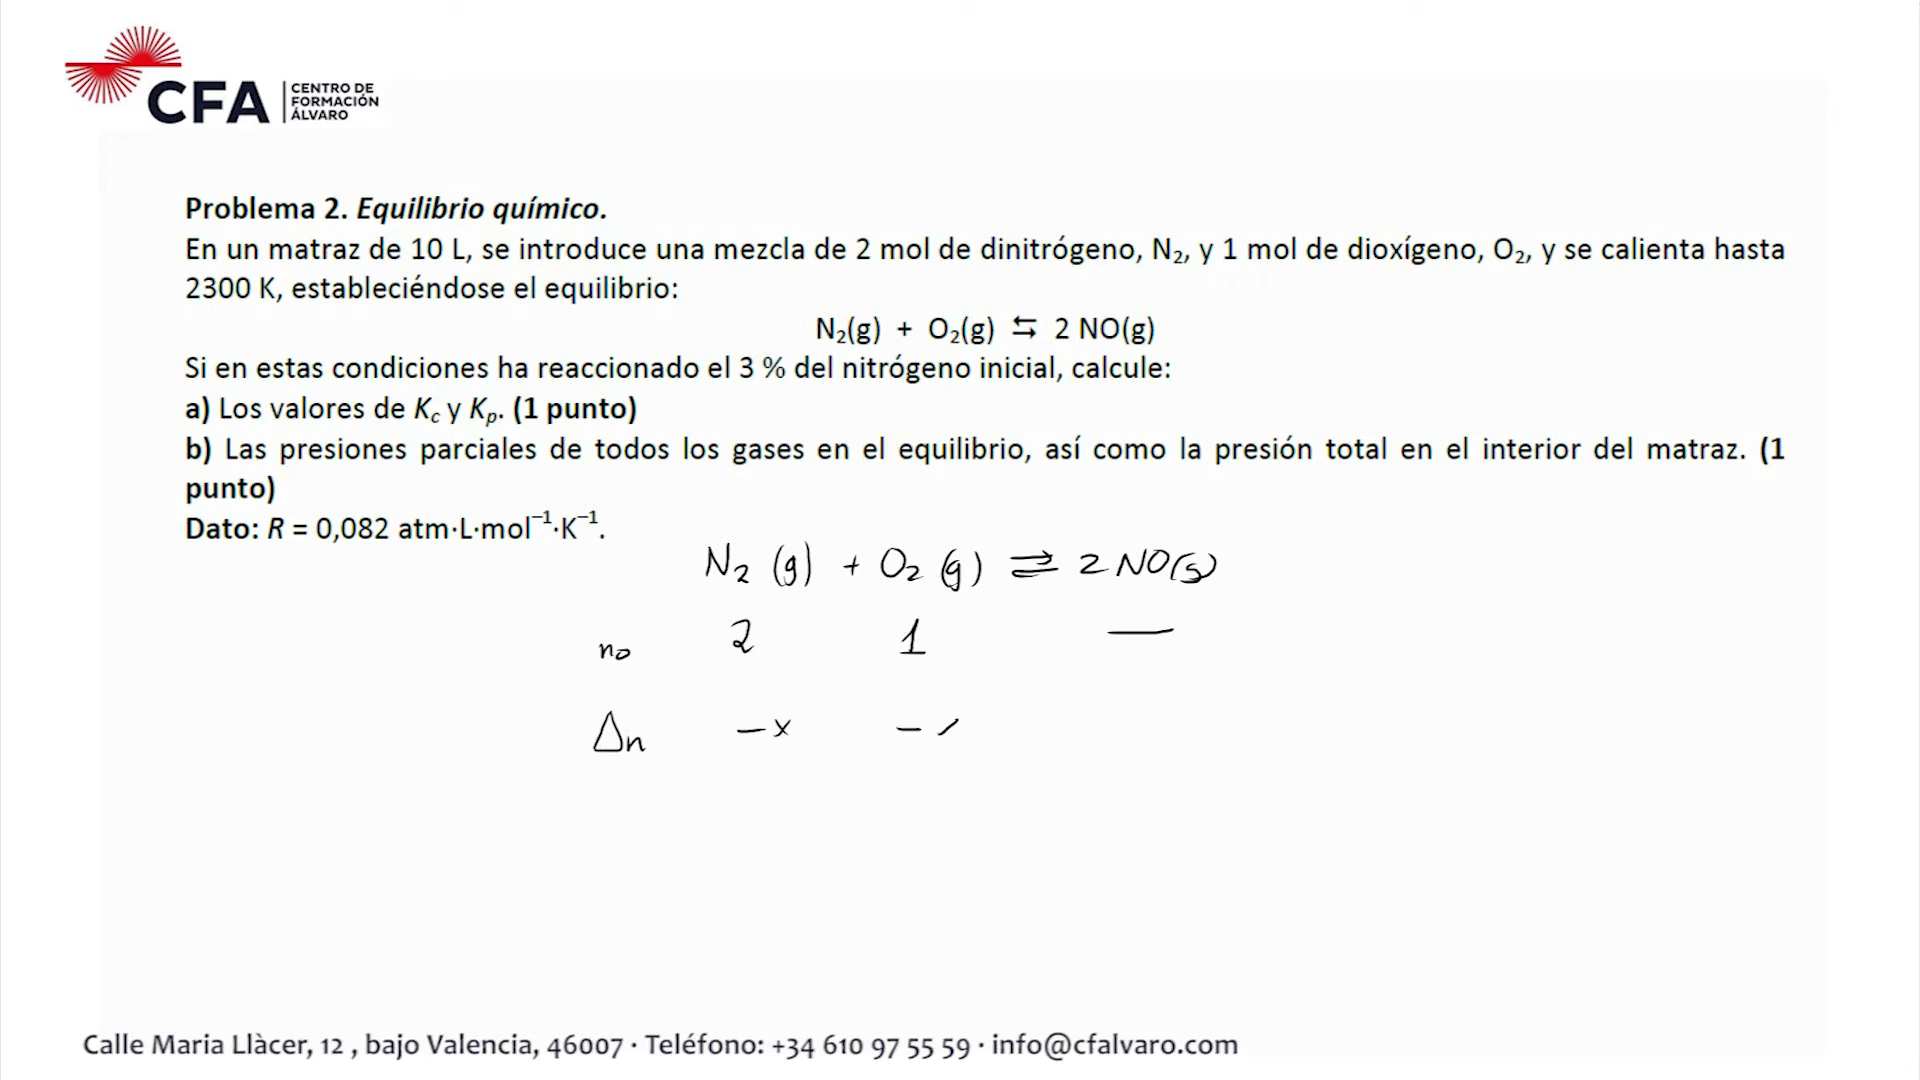 CFA
CENTRO DE
FORMACIÓN
ÁLVARO
Problema 2. Equilibrio químico.
En un matraz de 10 L, se introduce una mezcla de 2 mol de dinitrógeno, N₂, y 1 mol de dioxígeno, O₂, y se calienta hasta
2300 K, estableciéndose el equilibrio:
N₂(g) + O₂(g) ⇆ 2 NO(g)
Si en estas condiciones ha reaccionado el 3 % del nitrógeno inicial, calcule:
a) Los valores de Kc y Kp. (1 punto)
b) Las presiones parciales de todos los gases en el equilibrio, así como la presión total en el interior del matraz. (1
punto)
Dato: R = 0,082 atm·L·mol⁻¹·K⁻¹.
N₂ (g) + O₂ (g) ⇌ 2 NO(g)
n₀ 2 1 —
Δn –x –
Calle Maria Llàcer, 12 , bajo Valencia, 46007 · Teléfono: +34 610 97 55 59 · info@cfalvaro.com